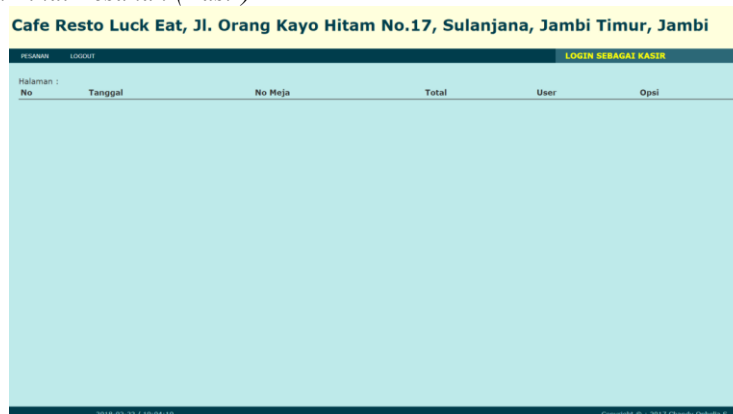 Cafe Resto Luck Eat, Jl. Orang Kayo Hitam No.17, Sulanjana, Jambi Timur, Jambi
PESANAN LOGOUT LOGIN SEBAGAI KASIR
Halaman :
No Tanggal No Meja Total User Opsi